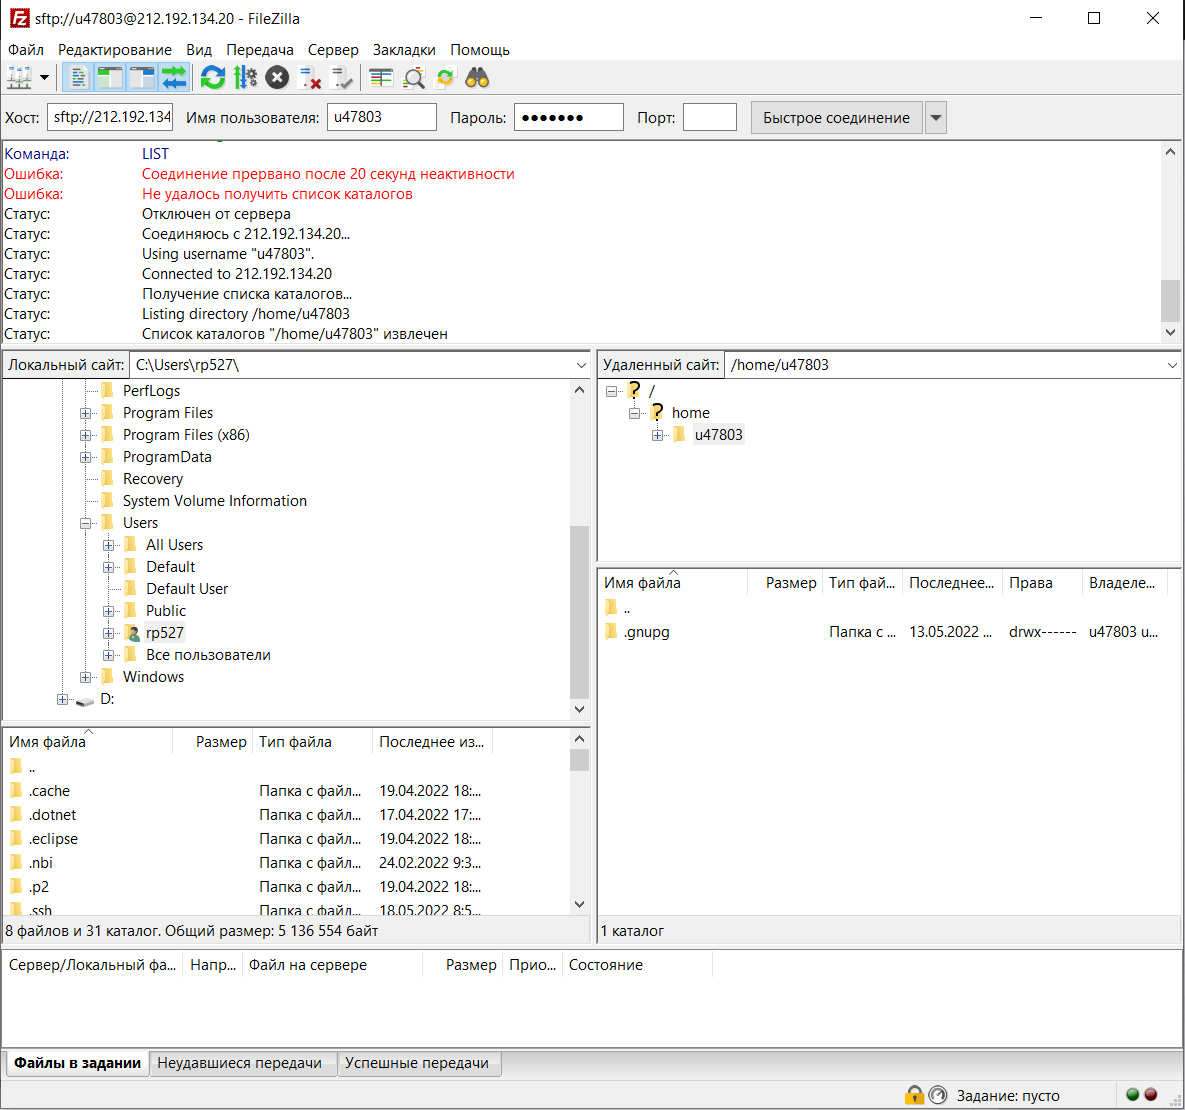 sftp://u47803@212.192.134.20 - FileZilla
Файл Редактирование Вид Передача Сервер Закладки Помощь
Хост: sftp://212.192.134 Имя пользователя: u47803 Пароль: ●●●●●●● Порт: Быстрое соединение
Команда: LIST
Ошибка: Соединение прервано после 20 секунд неактивности
Ошибка: Не удалось получить список каталогов
Статус: Отключен от сервера
Статус: Соединяюсь с 212.192.134.20...
Статус: Using username "u47803".
Статус: Connected to 212.192.134.20
Статус: Получение списка каталогов...
Статус: Listing directory /home/u47803
Статус: Список каталогов "/home/u47803" извлечен
Локальный сайт: C:\Users\rp527\
PerfLogs
Program Files
Program Files (x86)
ProgramData
Recovery
System Volume Information
Users
All Users
Default
Default User
Public
rp527
Все пользователи
Windows
D:
Имя файла Размер Тип файла Последнее из...
..
.cache Папка с файл... 19.04.2022 18:...
.dotnet Папка с файл... 17.04.2022 17:...
.eclipse Папка с файл... 19.04.2022 18:...
.nbi Папка с файл... 24.02.2022 9:3...
.p2 Папка с файл... 19.04.2022 18:...
.ssh Папка с файл... 18.05.2022 8:5...
8 файлов и 31 каталог. Общий размер: 5 136 554 байт
Удаленный сайт: /home/u47803
/
home
u47803
Имя файла Размер Тип фай... Последнее... Права Владеле...
..
.gnupg Папка с ... 13.05.2022 ... drwx------ u47803 u...
1 каталог
Сервер/Локальный фа... Напр... Файл на сервере Размер Прио... Состояние
Файлы в задании Неудавшиеся передачи Успешные передачи
Задание: пусто